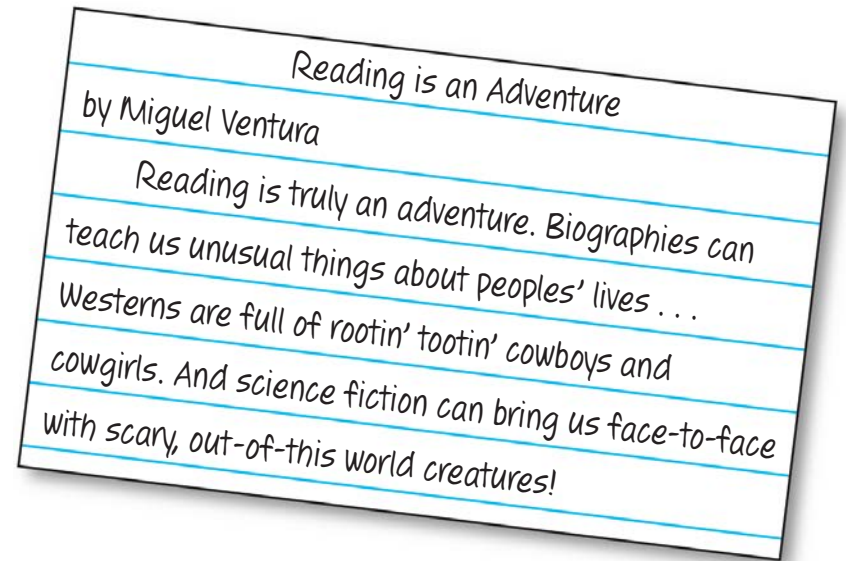 Reading is an Adventure
by Miguel Ventura
Reading is truly an adventure. Biographies can
teach us unusual things about peoples' lives . . .
Westerns are full of rootin' tootin' cowboys and
cowgirls. And science fiction can bring us face-to-face
with scary, out-of-this world creatures!